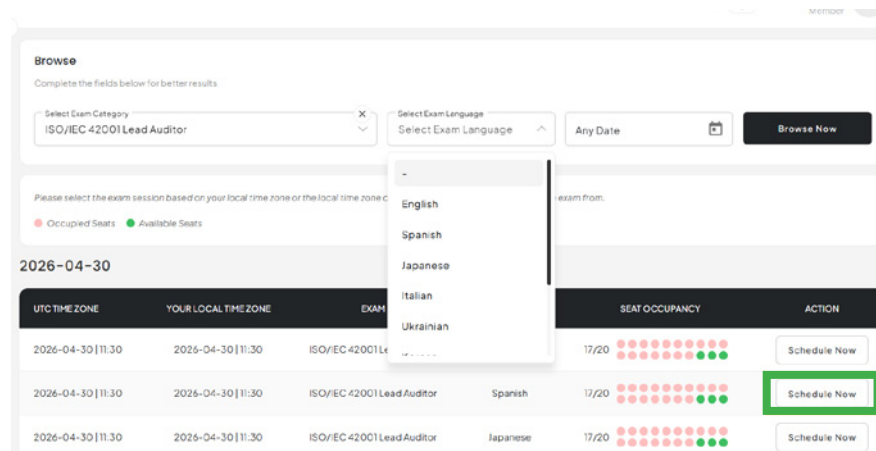 Member
Browse
Complete the fields below for better results
Select Exam Category
ISO/IEC 42001 Lead Auditor
Select Exam Language
Select Exam Language
Any Date
Browse Now
-
English
Spanish
Japanese
Italian
Ukrainian
Please select the exam session based on your local time zone or the local time zone
exam from.
Occupied Seats Available Seats
2026-04-30
UTC TIME ZONE YOUR LOCAL TIME ZONE EXAM SEAT OCCUPANCY ACTION
2026-04-30 | 11:30 2026-04-30 | 11:30 ISO/IEC 42001 Le 17/20 Schedule Now
2026-04-30 | 11:30 2026-04-30 | 11:30 ISO/IEC 42001 Lead Auditor Spanish 17/20 Schedule Now
2026-04-30 | 11:30 2026-04-30 | 11:30 ISO/IEC 42001 Lead Auditor Japanese 17/20 Schedule Now